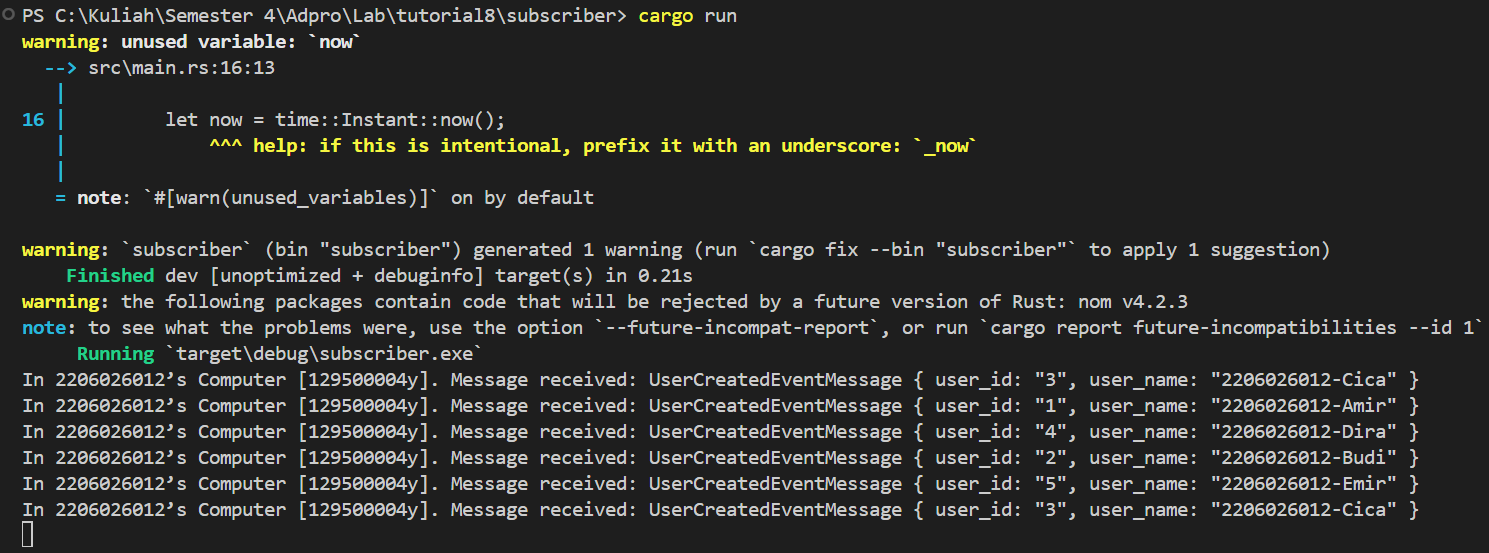 PS C:\Kuliah\Semester 4\Adpro\Lab\tutorial8\subscriber> cargo run
warning: unused variable: `now`
  --> src\main.rs:16:13
   |
16 |         let now = time::Instant::now();
   |             ^^^ help: if this is intentional, prefix it with an underscore: `_now`
   |
   = note: `#[warn(unused_variables)]` on by default

warning: `subscriber` (bin "subscriber") generated 1 warning (run `cargo fix --bin "subscriber"` to apply 1 suggestion)
    Finished dev [unoptimized + debuginfo] target(s) in 0.21s
warning: the following packages contain code that will be rejected by a future version of Rust: nom v4.2.3
note: to see what the problems were, use the option `--future-incompat-report`, or run `cargo report future-incompatibilities --id 1`
     Running `target\debug\subscriber.exe`
In 2206026012’s Computer [129500004y]. Message received: UserCreatedEventMessage { user_id: "3", user_name: "2206026012-Cica" }
In 2206026012’s Computer [129500004y]. Message received: UserCreatedEventMessage { user_id: "1", user_name: "2206026012-Amir" }
In 2206026012’s Computer [129500004y]. Message received: UserCreatedEventMessage { user_id: "4", user_name: "2206026012-Dira" }
In 2206026012’s Computer [129500004y]. Message received: UserCreatedEventMessage { user_id: "2", user_name: "2206026012-Budi" }
In 2206026012’s Computer [129500004y]. Message received: UserCreatedEventMessage { user_id: "5", user_name: "2206026012-Emir" }
In 2206026012’s Computer [129500004y]. Message received: UserCreatedEventMessage { user_id: "3", user_name: "2206026012-Cica" }